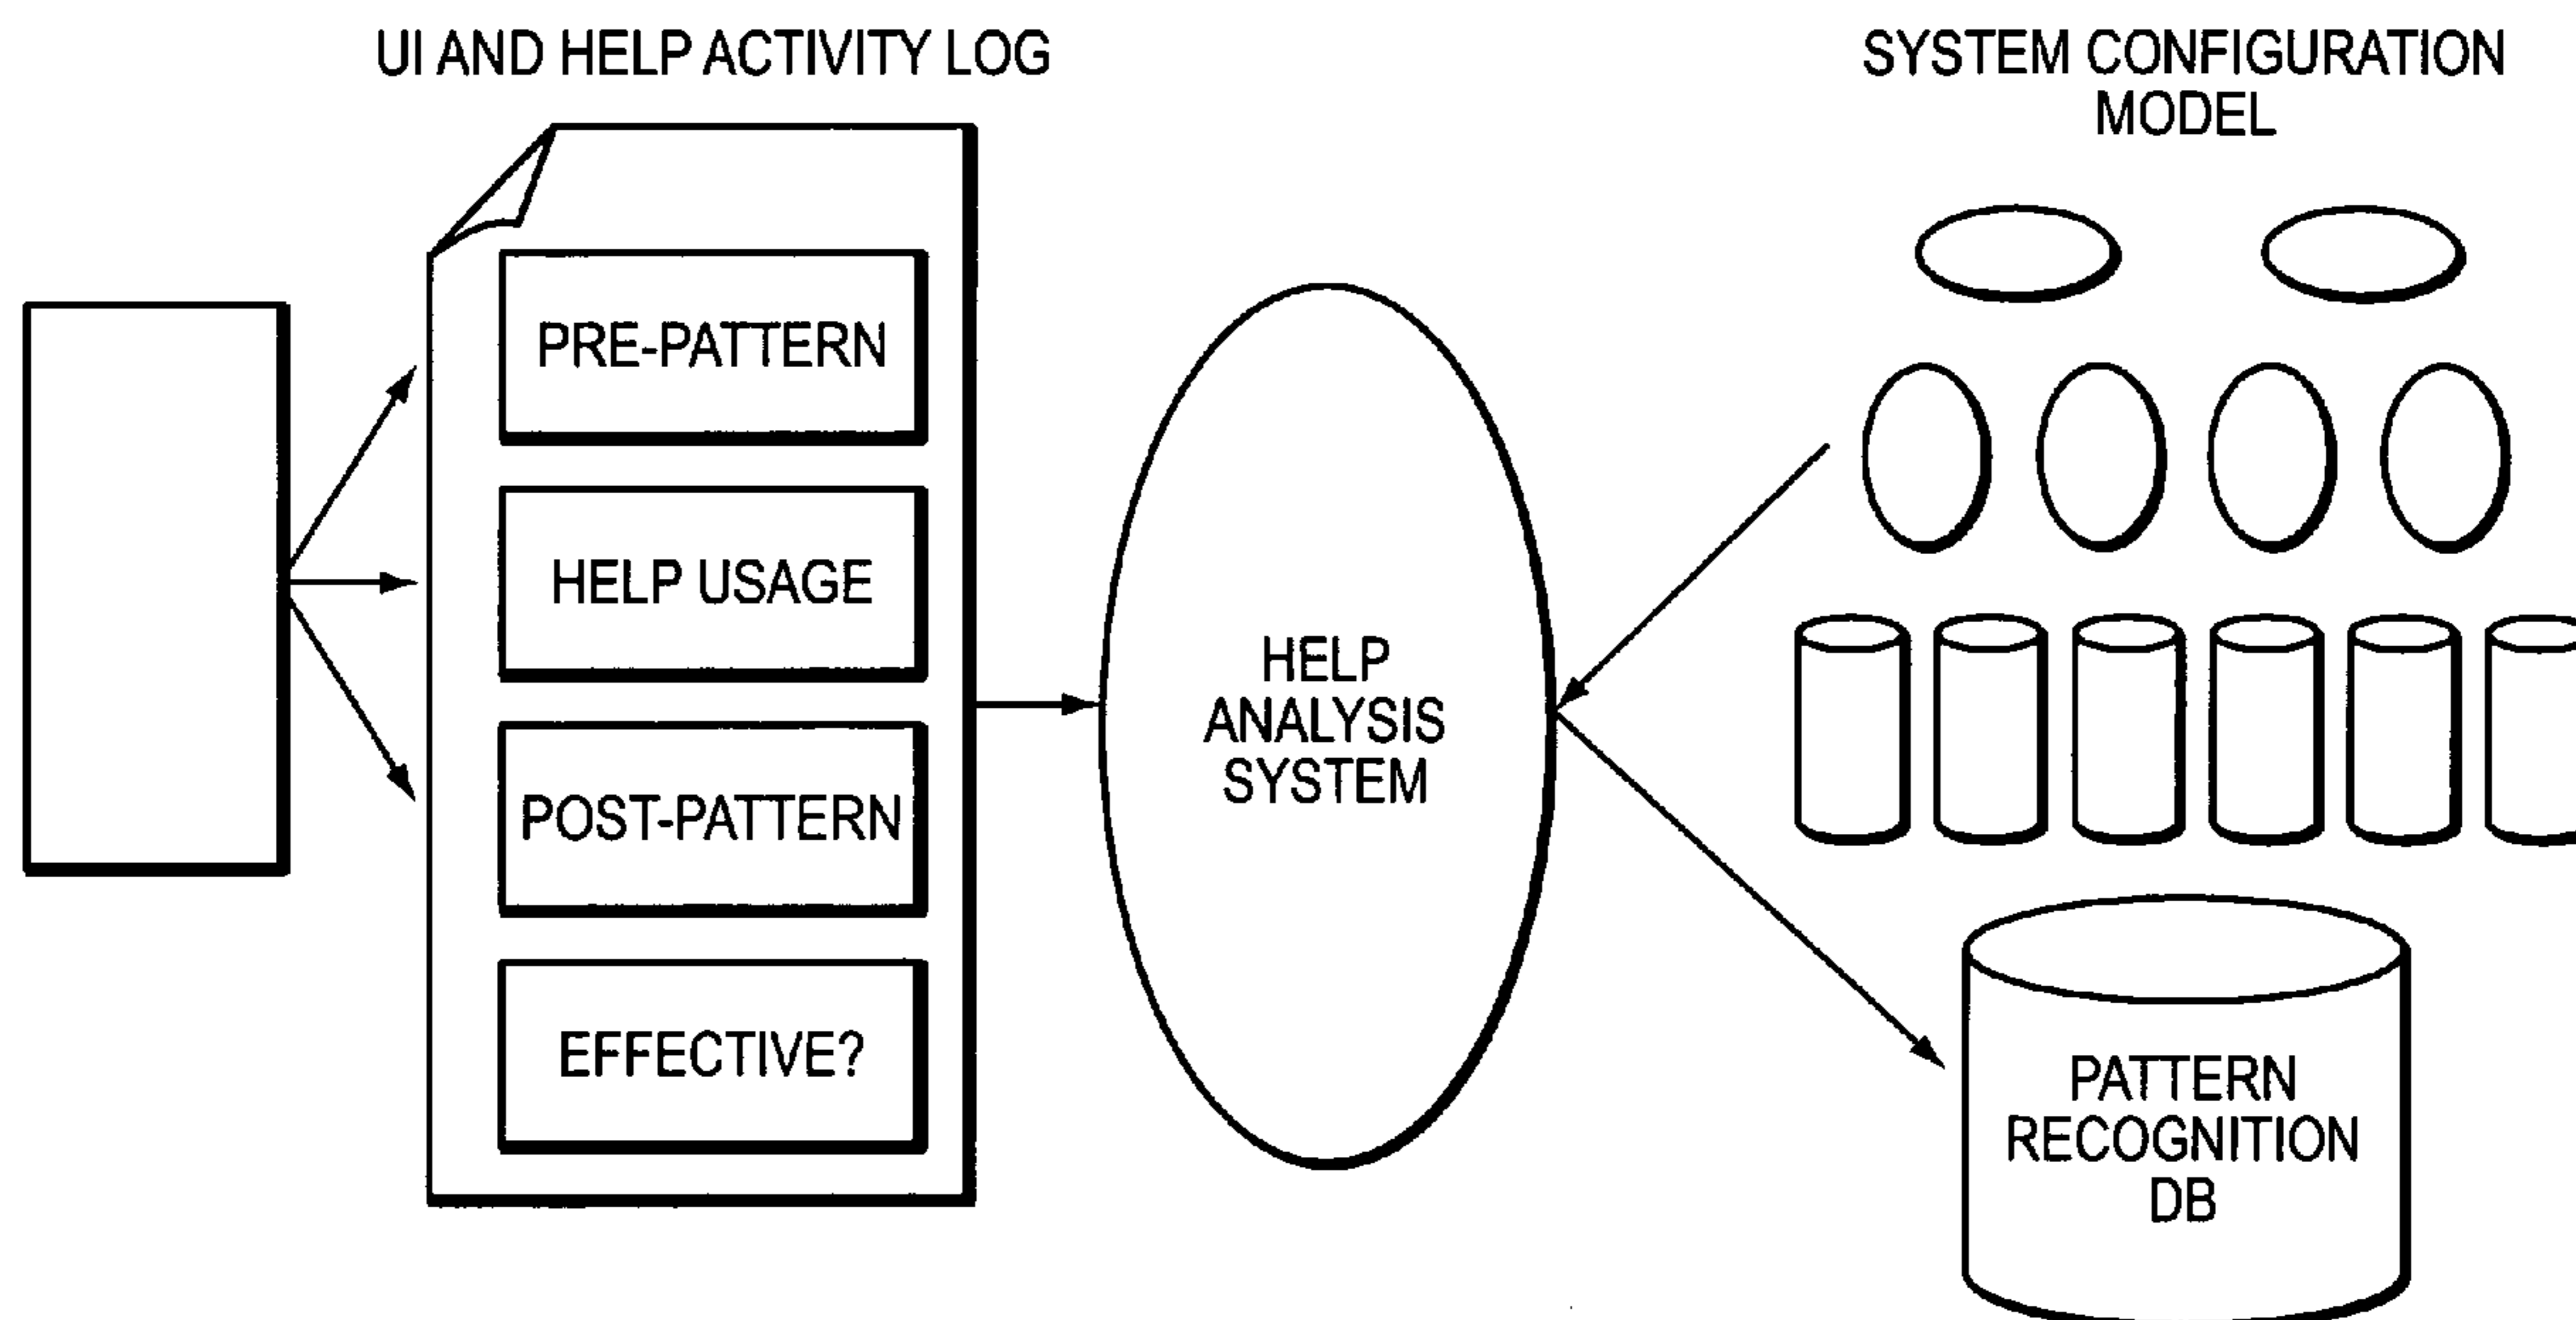 UI AND HELP ACTIVITY LOG
PRE-PATTERN
HELP USAGE
POST-PATTERN
EFFECTIVE?
HELP
ANALYSIS
SYSTEM
SYSTEM CONFIGURATION
MODEL
PATTERN
RECOGNITION
DB